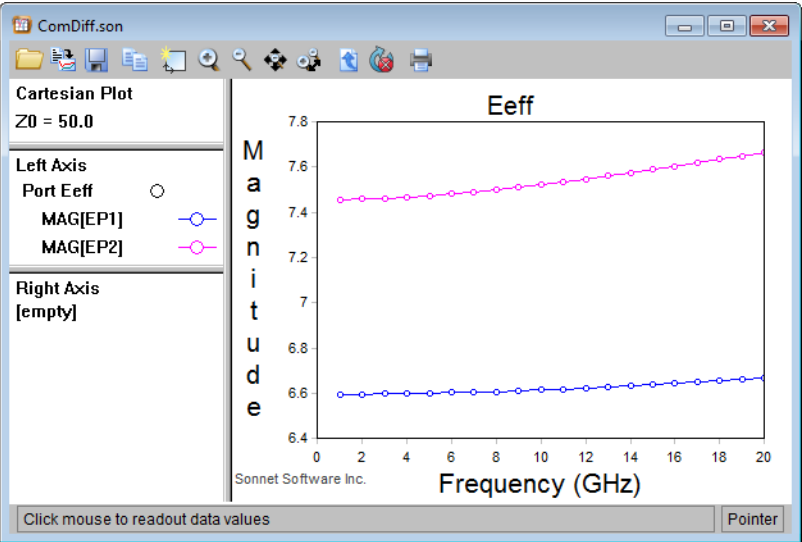 ComDiff.son
Cartesian Plot
Z0 = 50.0
Left Axis
Port Eeff
MAG[EP1]
MAG[EP2]
Right Axis
[empty]
Eeff
Magnitude
7.8
7.6
7.4
7.2
7
6.8
6.6
6.4
0 2 4 6 8 10 12 14 16 18 20
Sonnet Software Inc.
Frequency (GHz)
Click mouse to readout data values
Pointer